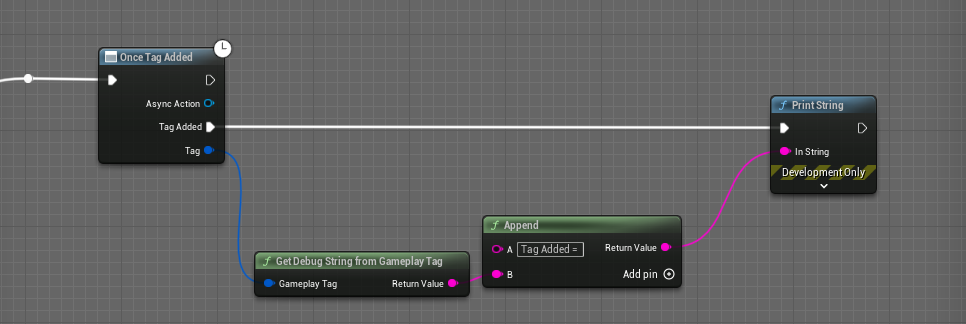 Once Tag Added
Async Action
Tag Added
Tag
Print String
In String
Development Only
Append
A Tag Added =
Return Value
B
Add pin
Get Debug String from Gameplay Tag
Gameplay Tag
Return Value